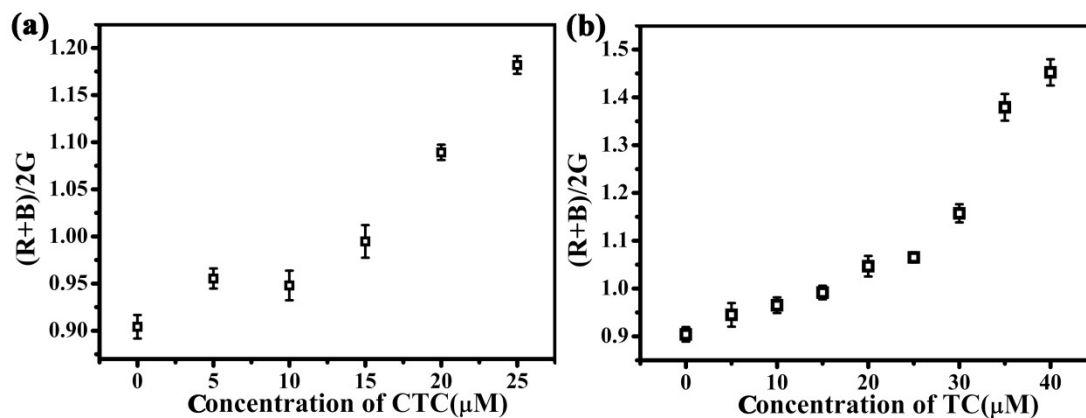 (a)
(R+B)/2G
1.20
1.15
1.10
1.05
1.00
0.95
0.90
0 5 10 15 20 25
Concentration of CTC(μM)
(b)
(R+B)/2G
1.5
1.4
1.3
1.2
1.1
1.0
0.9
0 10 20 30 40
Concentration of TC(μM)